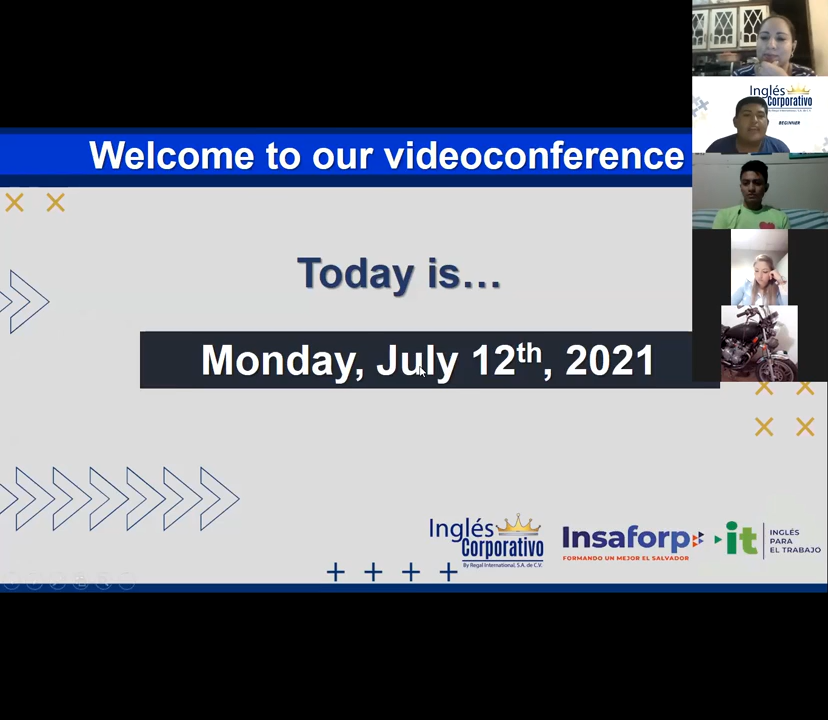 Welcome to our videoconference
Today is...
Monday, July 12th, 2021
Inglés
Corporativo
BEGINNER
Inglés
Corporativo
By Regal International, S.A. de C.V.
Insaforp
FORMANDO UN MEJOR EL SALVADOR
it
INGLÉS
PARA
EL TRABAJO